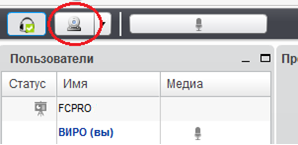 Пользователи Пр
Статус Имя Медиа
FCPRO
ВИРО (вы)